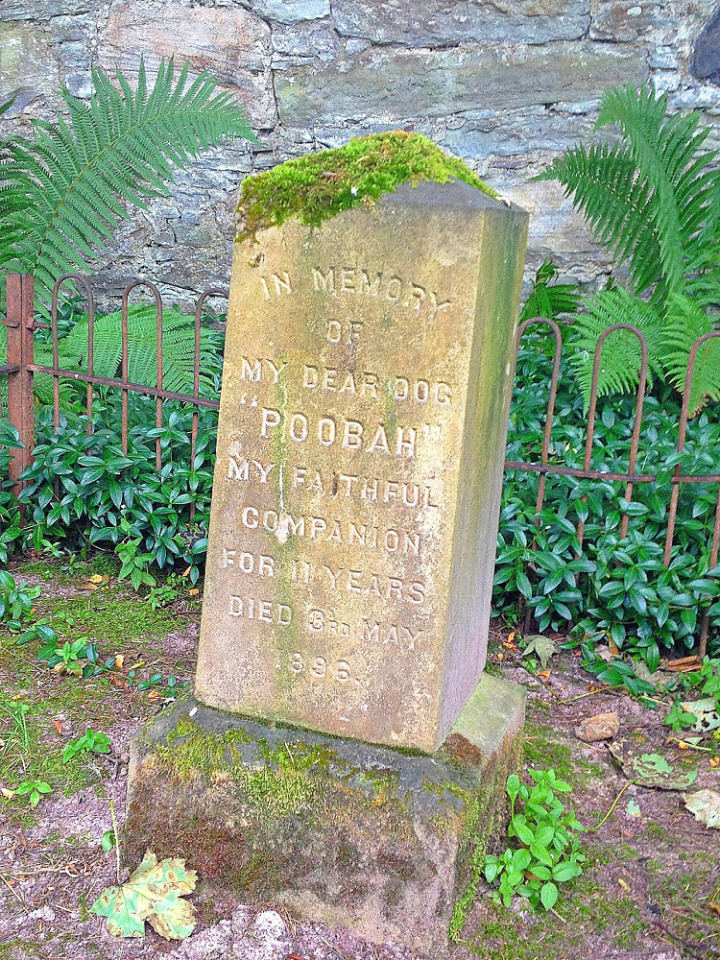 IN MEMORY
OF
MY DEAR DOG
"POOBAH"
MY FAITHFUL
COMPANION
FOR 11 YEARS
DIED 3RD MAY